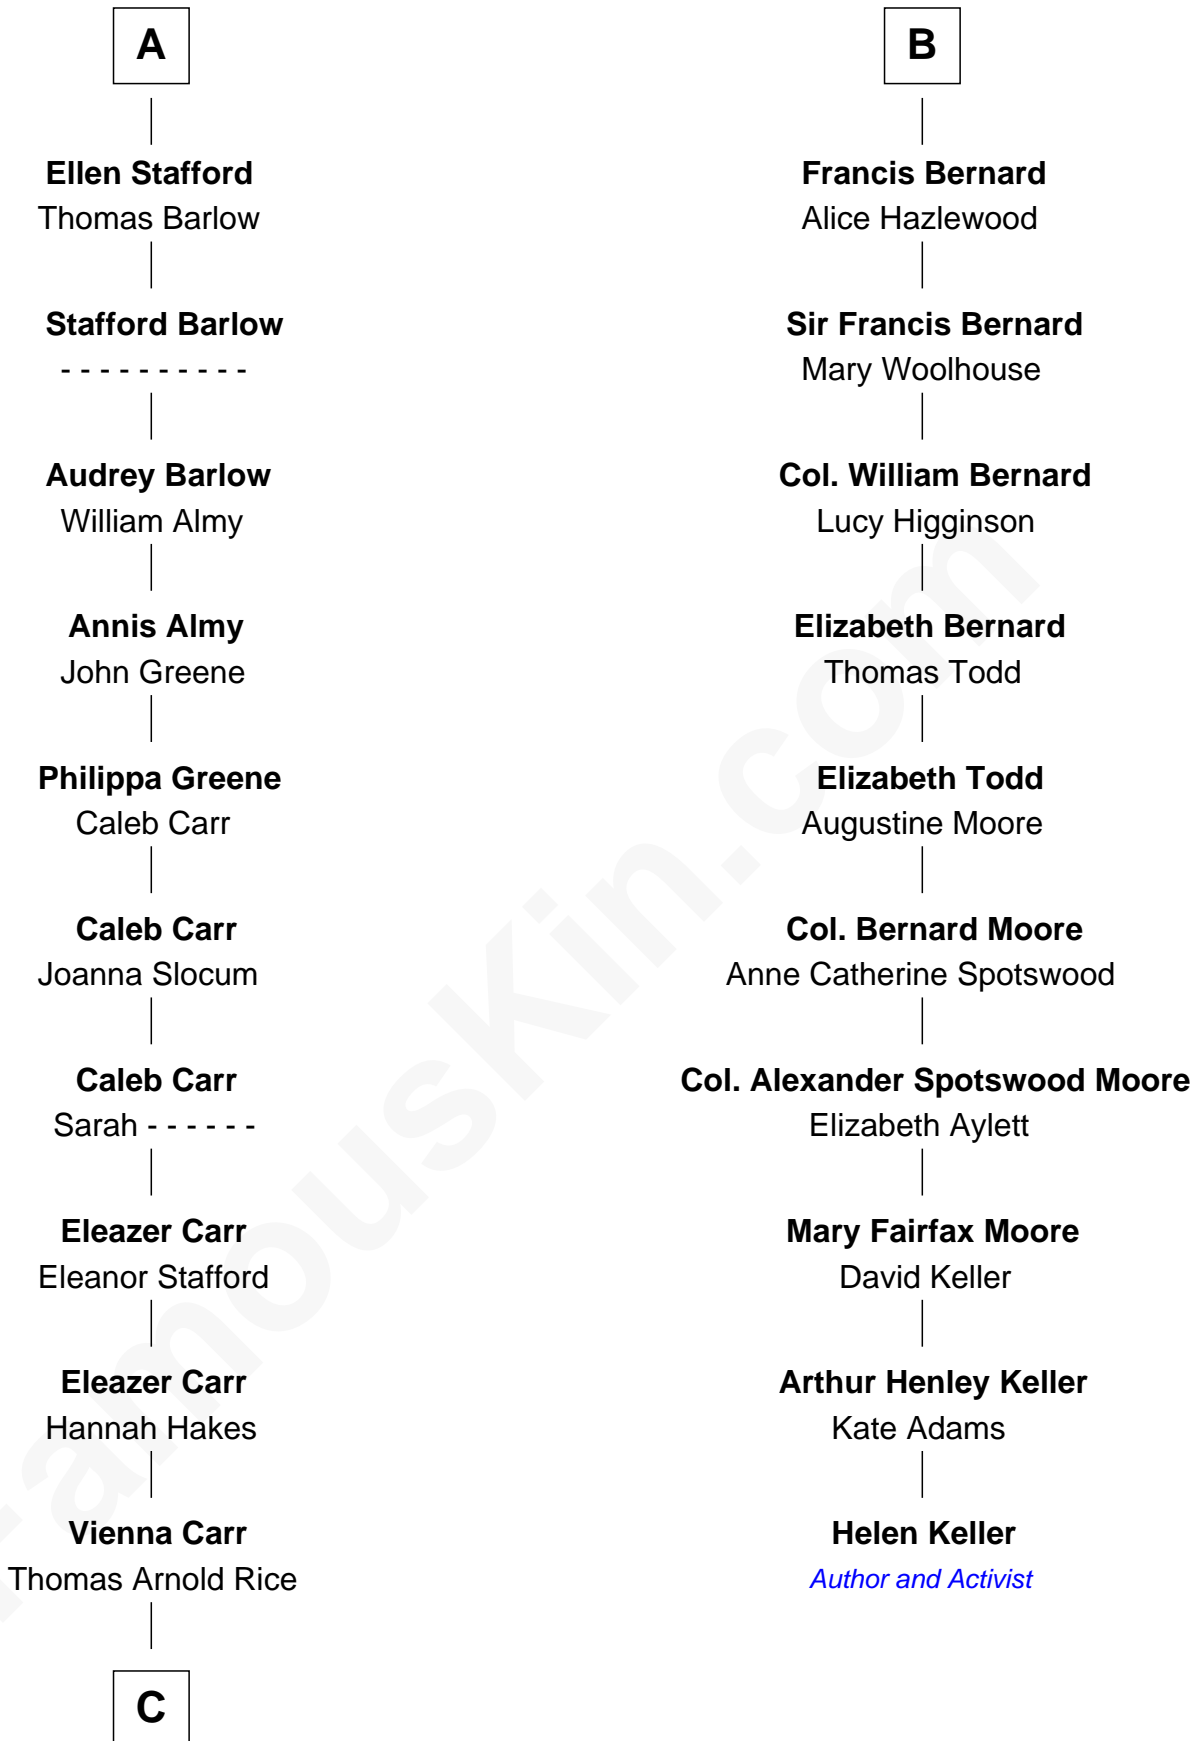 A
Ellen Stafford
Thomas Barlow
Stafford Barlow
- - - - - - - - - -
Audrey Barlow
William Almy
Annis Almy
John Greene
Philippa Greene
Caleb Carr
Caleb Carr
Joanna Slocum
Caleb Carr
Sarah - - - - - -
Eleazer Carr
Eleanor Stafford
Eleazer Carr
Hannah Hakes
Vienna Carr
Thomas Arnold Rice
C
B
Francis Bernard
Alice Hazlewood
Sir Francis Bernard
Mary Woolhouse
Col. William Bernard
Lucy Higginson
Elizabeth Bernard
Thomas Todd
Elizabeth Todd
Augustine Moore
Col. Bernard Moore
Anne Catherine Spotswood
Col. Alexander Spotswood Moore
Elizabeth Aylett
Mary Fairfax Moore
David Keller
Arthur Henley Keller
Kate Adams
Helen Keller
Author and Activist
FamousKin.com